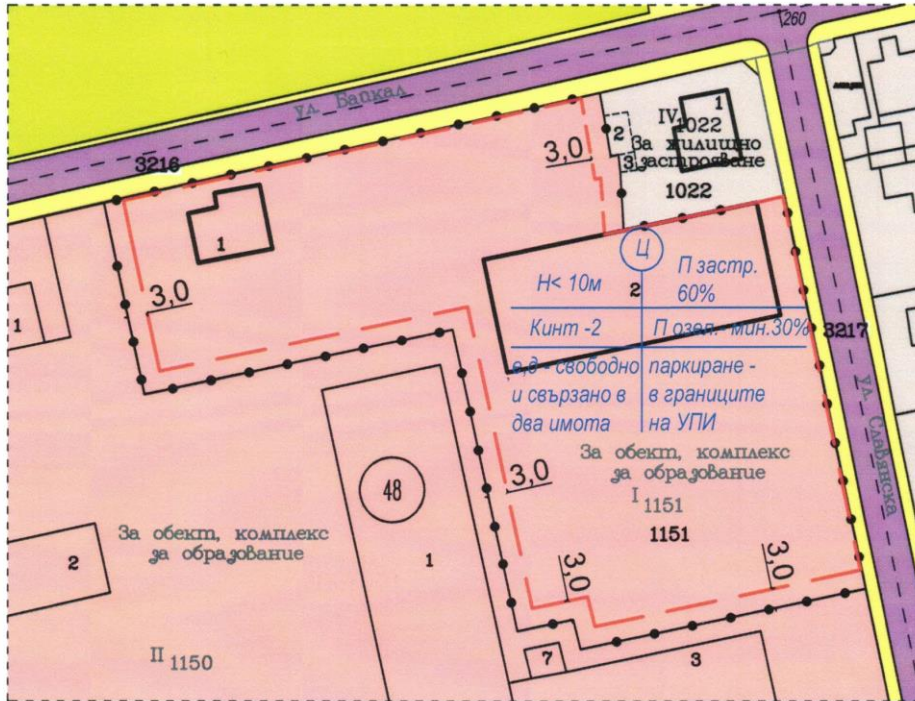 260
ул. Байкал
3216
3,0
2
3
IV 1022
1
За жилищно
застрояване
1022
1
3,0
Ц
H< 10м
П застр.
60%
2
Кинт -2
П озел.- мин.30%
3217
е,д - свободно
и свързано в
два имота
паркиране -
в границите
на УПИ
ул. Славянска
1
За обект, комплекс
за образование
I 1151
1151
3,0
48
1
За обект, комплекс
за образование
2
3,0
3,0
II 1150
7
3